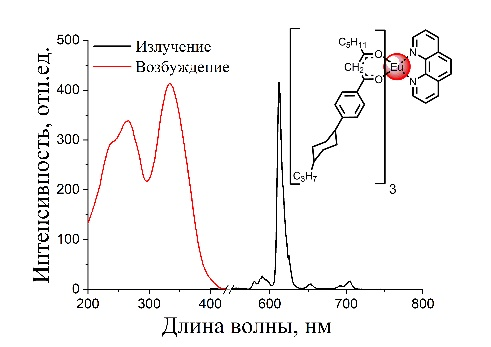 Интенсивность, отн.ед.
500
400
300
200
100
0
Излучение
Возбуждение
C5H11
CH2
O
O
Eu
N
N
C3H7
3
200
300
400
600
700
800
Длина волны, нм